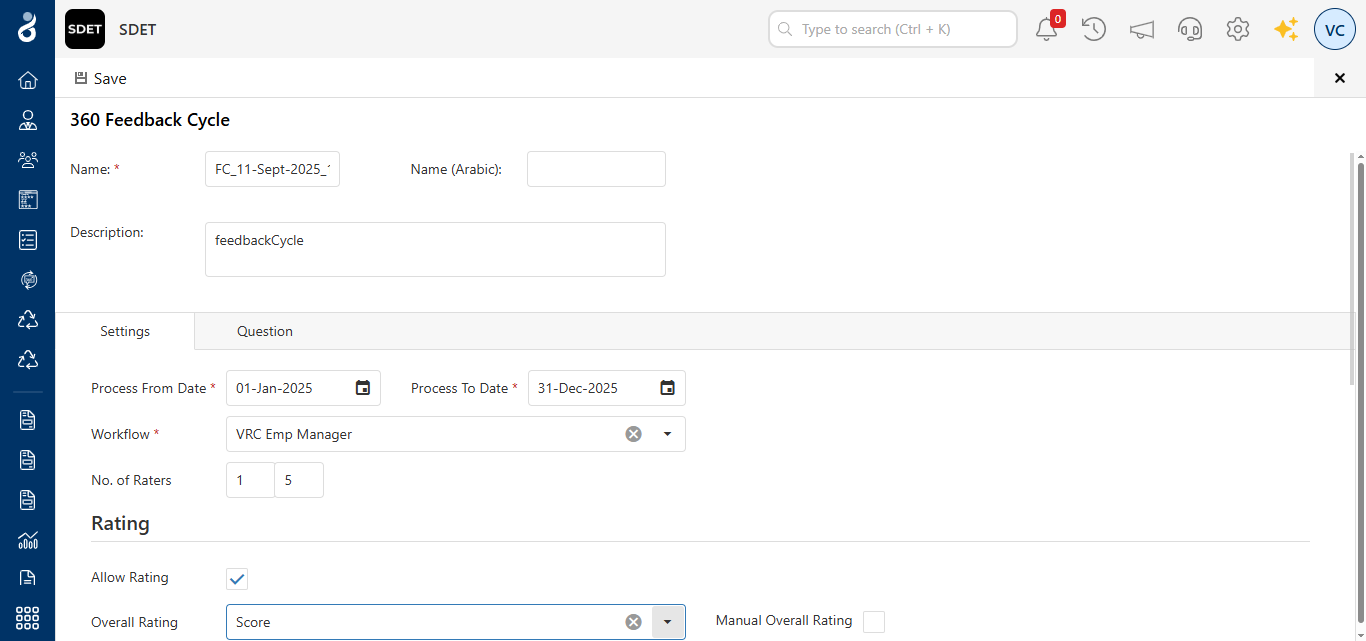 SDET SDET Type to search (Ctrl + K) 0 VC
Save
360 Feedback Cycle
Name: * FC_11-Sept-2025_ Name (Arabic):
Description: feedbackCycle
Settings Question
Process From Date * 01-Jan-2025 Process To Date * 31-Dec-2025
Workflow * VRC Emp Manager
No. of Raters 1 5
Rating
Allow Rating
Overall Rating Score Manual Overall Rating